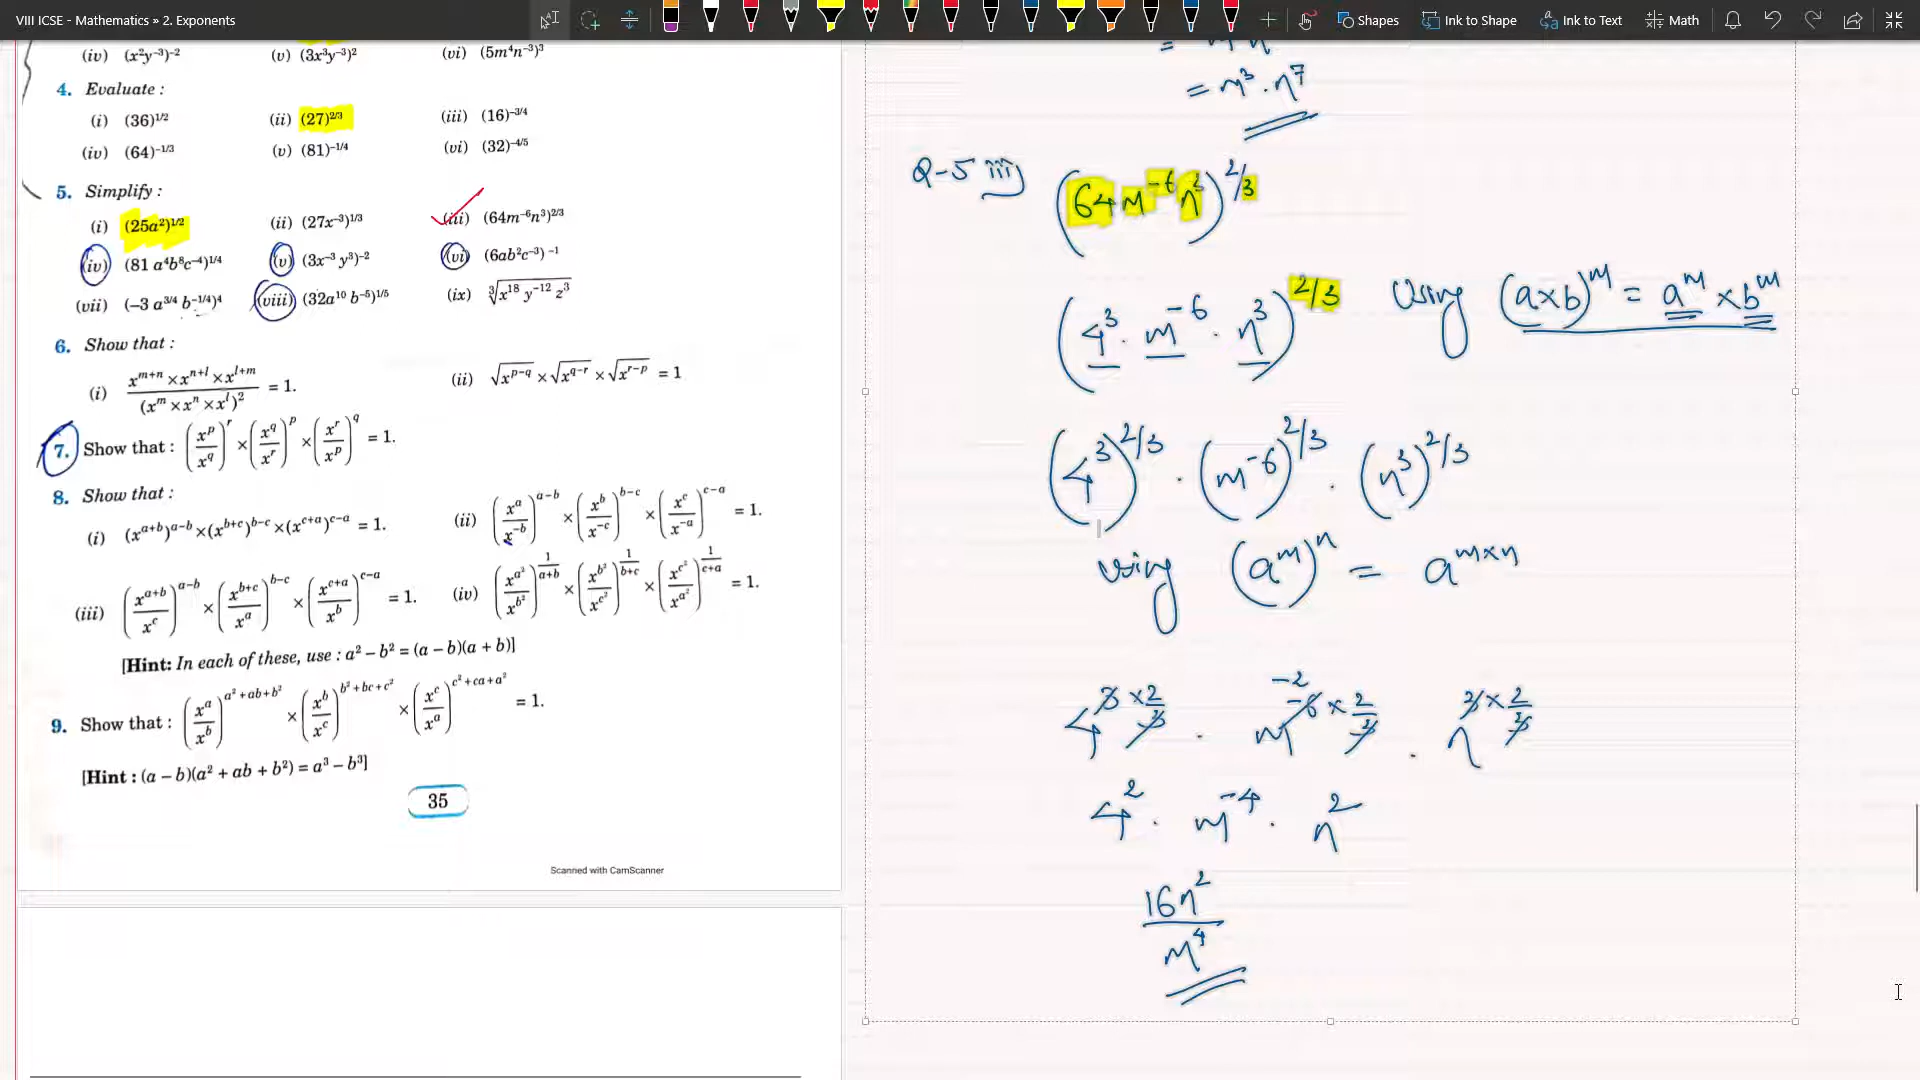 VIII ICSE - Mathematics » 2. Exponents
Shapes Ink to Shape Ink to Text Math
(iv) (x²y⁻³)⁻² (v) (3x³y⁻³)² (vi) (5m⁴n⁻³)³
4. Evaluate :
(i) (36)^1/2 (ii) (27)^2/3 (iii) (16)^-3/4
(iv) (64)^-1/3 (v) (81)^-1/4 (vi) (32)^-4/5
5. Simplify :
(i) (25a²)^1/2 (ii) (27x⁻³)^1/3 (iii) (64m⁻⁶n³)^2/3
(iv) (81 a⁴b⁸c⁻⁴)^1/4 (v) (3x⁻³ y³)⁻² (vi) (6ab²c⁻³)⁻¹
(vii) (-3 a^3/4 b^-1/4)⁴ (viii) (32a¹⁰ b⁻⁵)^1/5 (ix) ∛(x¹⁸ y⁻¹² z³)
6. Show that :
(i) (x^m+n × x^n+l × x^l+m) / (x^m × x^n × x^l)² = 1. (ii) √x^p-q × √x^q-r × √x^r-p = 1
7. Show that : (x^p/x^q)^r × (x^q/x^r)^p × (x^r/x^p)^q = 1.
8. Show that :
(i) (x^a+b)^a-b × (x^b+c)^b-c × (x^c+a)^c-a = 1. (ii) (x^a/x^-b)^a-b × (x^b/x^-c)^b-c × (x^c/x^-a)^c-a = 1.
(iii) (x^a+b/x^c)^a-b × (x^b+c/x^a)^b-c × (x^c+a/x^b)^c-a = 1. (iv) (x^a²/x^b²)^1/a+b × (x^b²/x^c²)^1/b+c × (x^c²/x^a²)^1/c+a = 1.
[Hint: In each of these, use : a² – b² = (a – b)(a + b)]
9. Show that : (x^a/x^b)^a²+ab+b² × (x^b/x^c)^b²+bc+c² × (x^c/x^a)^c²+ca+a² = 1.
[Hint : (a – b)(a² + ab + b²) = a³ – b³]
35
Scanned with CamScanner
= m³ · n⁷
Q-5 iii) (64 m⁻⁶ n³)^2/3
(4³ · m⁻⁶ · n³)^2/3 Using (a×b)^m = a^m × b^m
(4³)^2/3 · (m⁻⁶)^2/3 · (n³)^2/3
using (a^m)^n = a^m×n
4^3×2/3 · m^-6×2/3 · n^3×2/3
-2
4² · m⁻⁴ · n²
16n²
m⁴